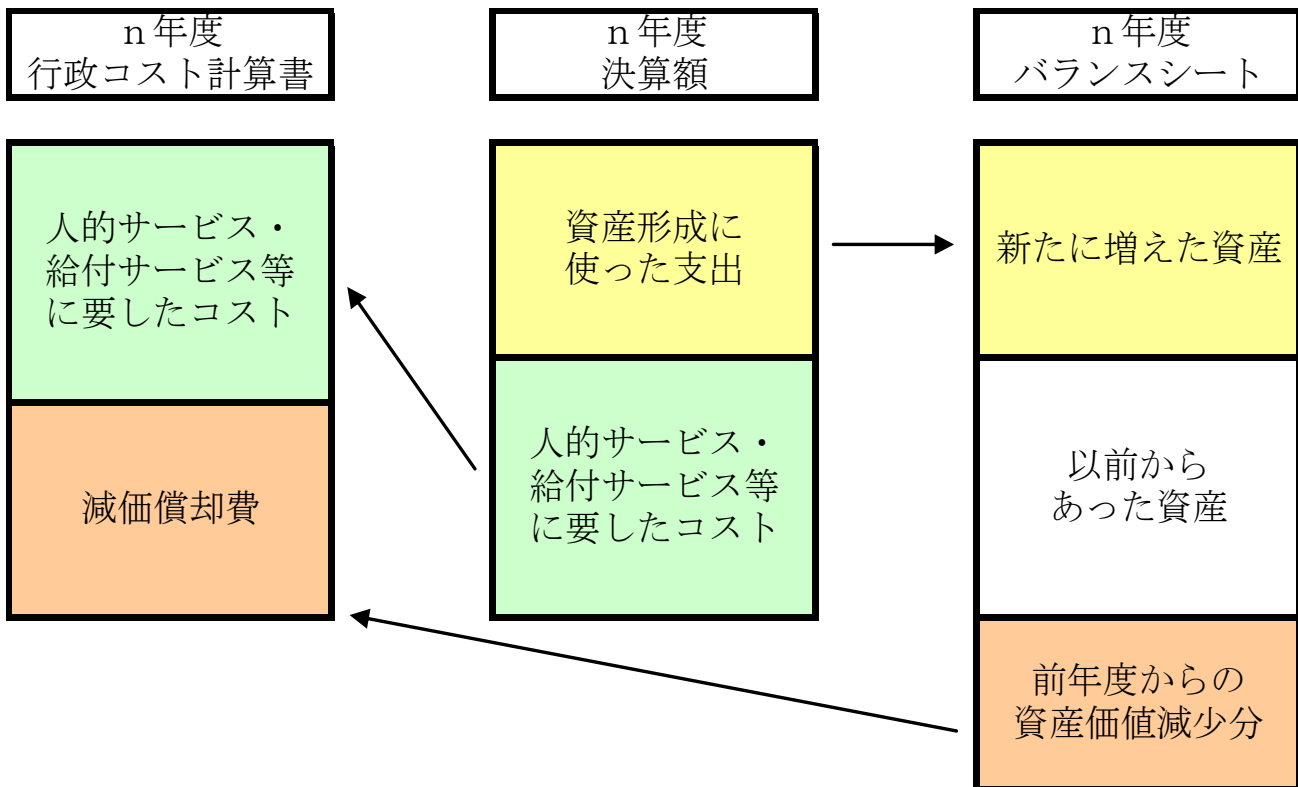 ｎ年度
行政コスト計算書
ｎ年度
決算額
ｎ年度
バランスシート
人的サービス・
給付サービス等
に要したコスト
減価償却費
資産形成に
使った支出
人的サービス・
給付サービス等
に要したコスト
新たに増えた資産
以前から
あった資産
前年度からの
資産価値減少分